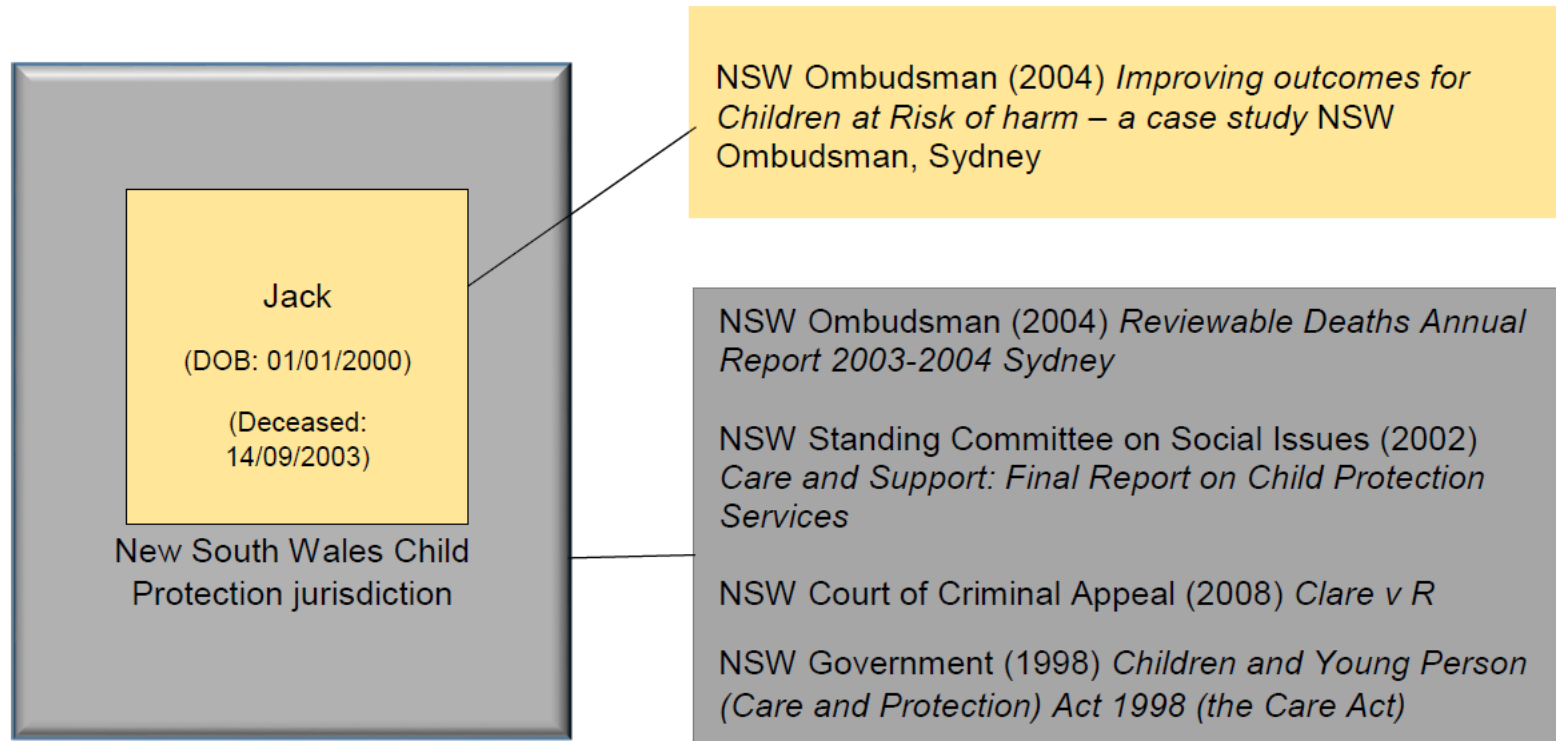 Jack
(DOB: 01/01/2000)
(Deceased:
14/09/2003)
New South Wales Child
Protection jurisdiction
NSW Ombudsman (2004) Improving outcomes for
Children at Risk of harm – a case study NSW
Ombudsman, Sydney
NSW Ombudsman (2004) Reviewable Deaths Annual
Report 2003-2004 Sydney
NSW Standing Committee on Social Issues (2002)
Care and Support: Final Report on Child Protection
Services
NSW Court of Criminal Appeal (2008) Clare v R
NSW Government (1998) Children and Young Person
(Care and Protection) Act 1998 (the Care Act)